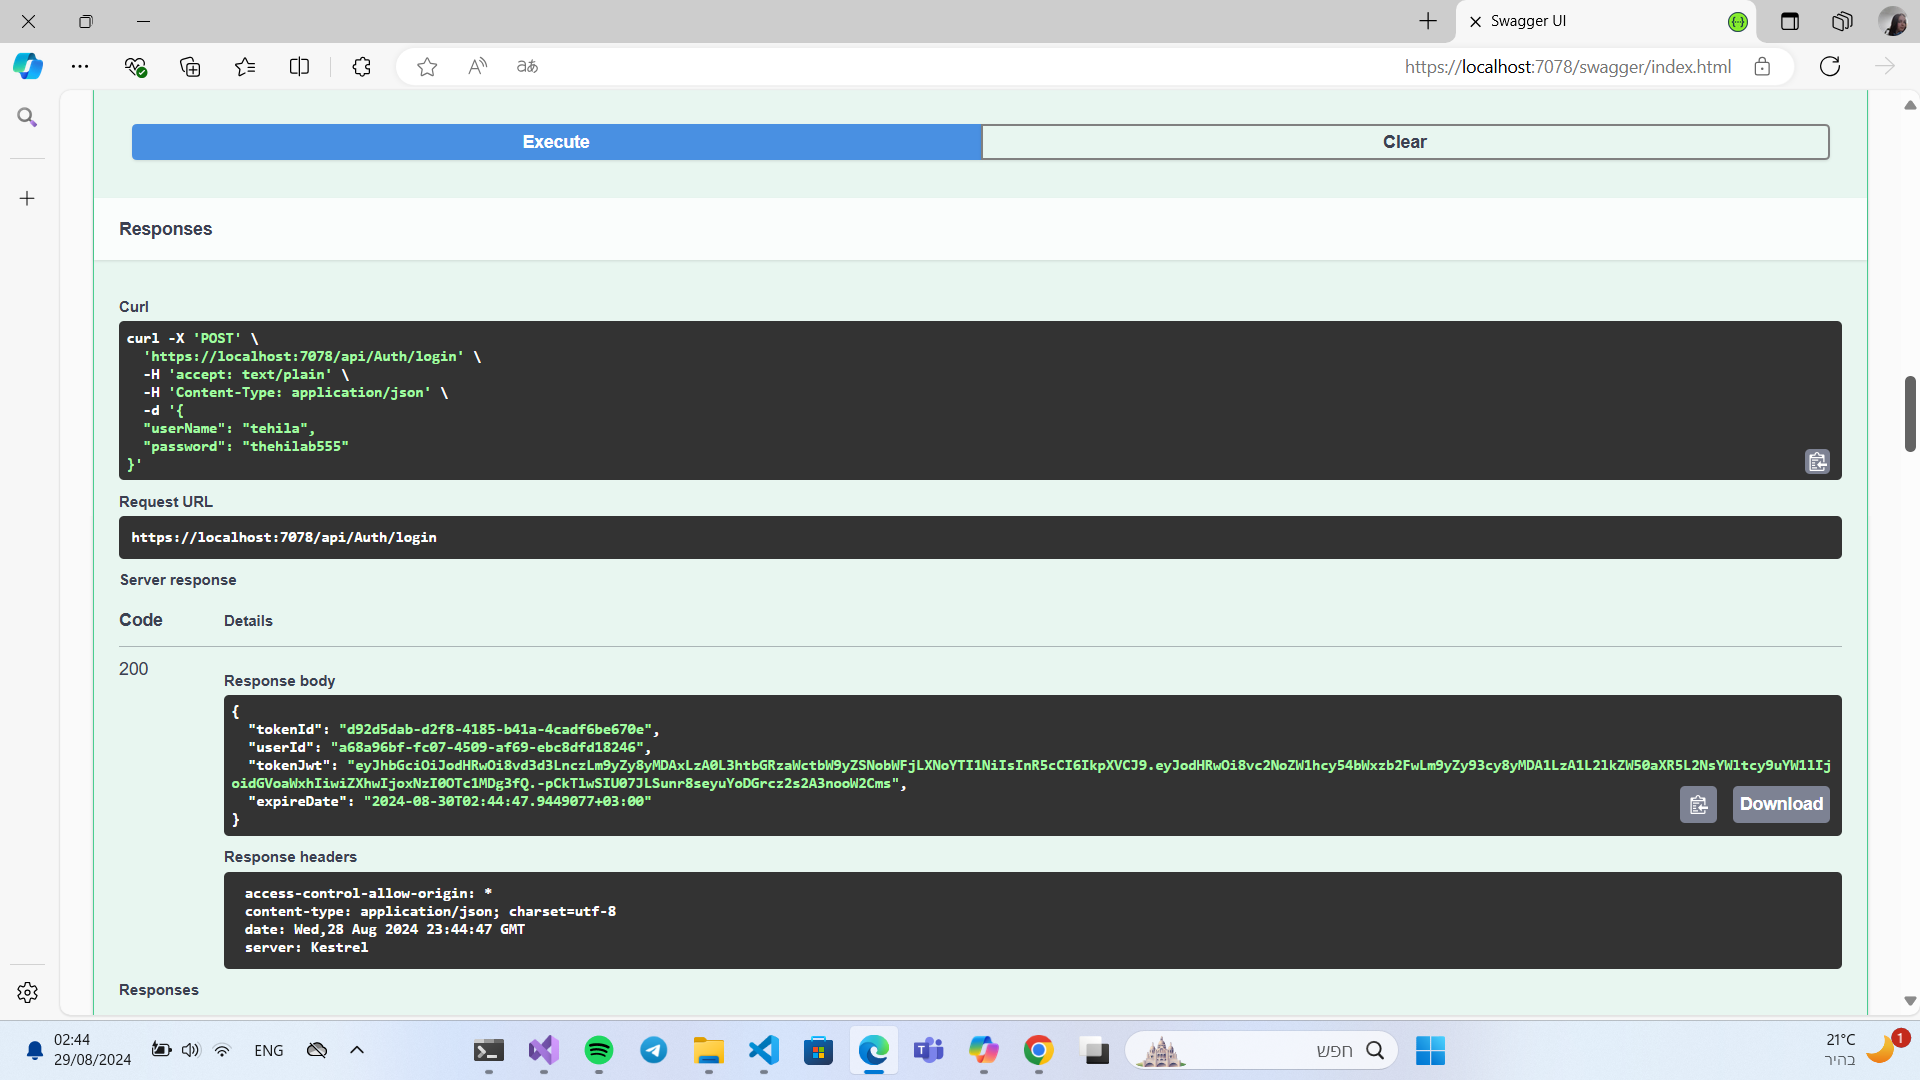 Swagger UI
https://localhost:7078/swagger/index.html
Execute
Clear
Responses
Curl
curl -X 'POST' \
'https://localhost:7078/api/Auth/login' \
-H 'accept: text/plain' \
-H 'Content-Type: application/json' \
-d '{
"userName": "tehila",
"password": "thehilab555"
}'
Request URL
https://localhost:7078/api/Auth/login
Server response
Code
Details
200
Response body
{
"tokenId": "d92d5dab-d2f8-4185-b41a-4cadf6be670e",
"userId": "a68a96bf-fc07-4509-af69-ebc8dfd18246",
"tokenJwt": "eyJhbGciOiJodHRwOi8vd3d3LnczLm9yZy8yMDAxLzA0L3htbGRzaWctbW9yZSNobWFjLXNoYTI1NiIsInR5cCI6IkpXVCJ9.eyJodHRwOi8vc2NoZW1hcy54bWxzb2FwLm9yZy93cy8yMDA1LzA1L2lkZW50aXR5L2NsYWltcy9uYW1lIj
oidGVoaWxhIiwiZXhwIjoxNzI0OTc1MDg3fQ.-pCkTlwSIU07JLSunr8seyuYoDGrcz2s2A3nooW2Cms",
"expireDate": "2024-08-30T02:44:47.9449077+03:00"
}
Download
Response headers
access-control-allow-origin: *
content-type: application/json; charset=utf-8
date: Wed,28 Aug 2024 23:44:47 GMT
server: Kestrel
Responses
02:44
29/08/2024
ENG
חפש
21°C
בהיר
1